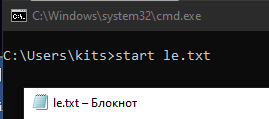 C:\Windows\system32\cmd.exe
C:\Users\kits>start le.txt
le.txt – Блокнот